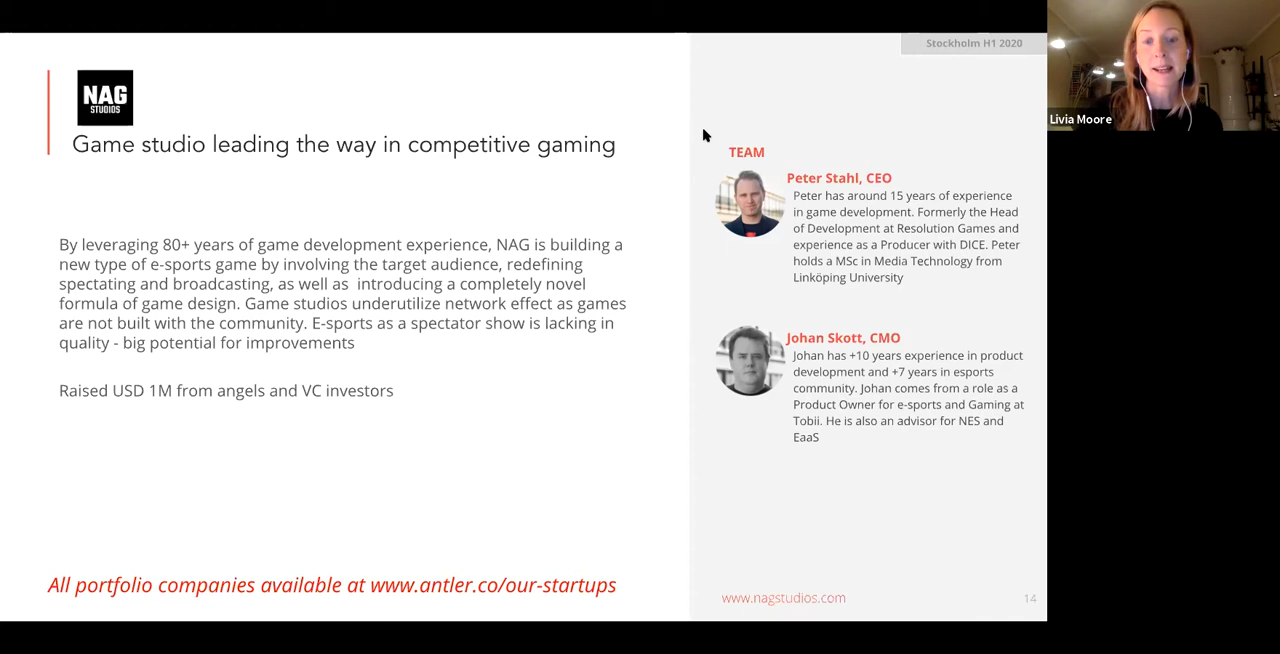 Stockholm H1 2020
Livia Moore
NAG
STUDIOS
Game studio leading the way in competitive gaming
By leveraging 80+ years of game development experience, NAG is building a
new type of e-sports game by involving the target audience, redefining
spectating and broadcasting, as well as introducing a completely novel
formula of game design. Game studios underutilize network effect as games
are not built with the community. E-sports as a spectator show is lacking in
quality - big potential for improvements
Raised USD 1M from angels and VC investors
All portfolio companies available at www.antler.co/our-startups
TEAM
Peter Stahl, CEO
Peter has around 15 years of experience
in game development. Formerly the Head
of Development at Resolution Games and
experience as a Producer with DICE. Peter
holds a MSc in Media Technology from
Linköping University
Johan Skott, CMO
Johan has +10 years experience in product
development and +7 years in esports
community. Johan comes from a role as a
Product Owner for e-sports and Gaming at
Tobii. He is also an advisor for NES and
EaaS
www.nagstudios.com
14